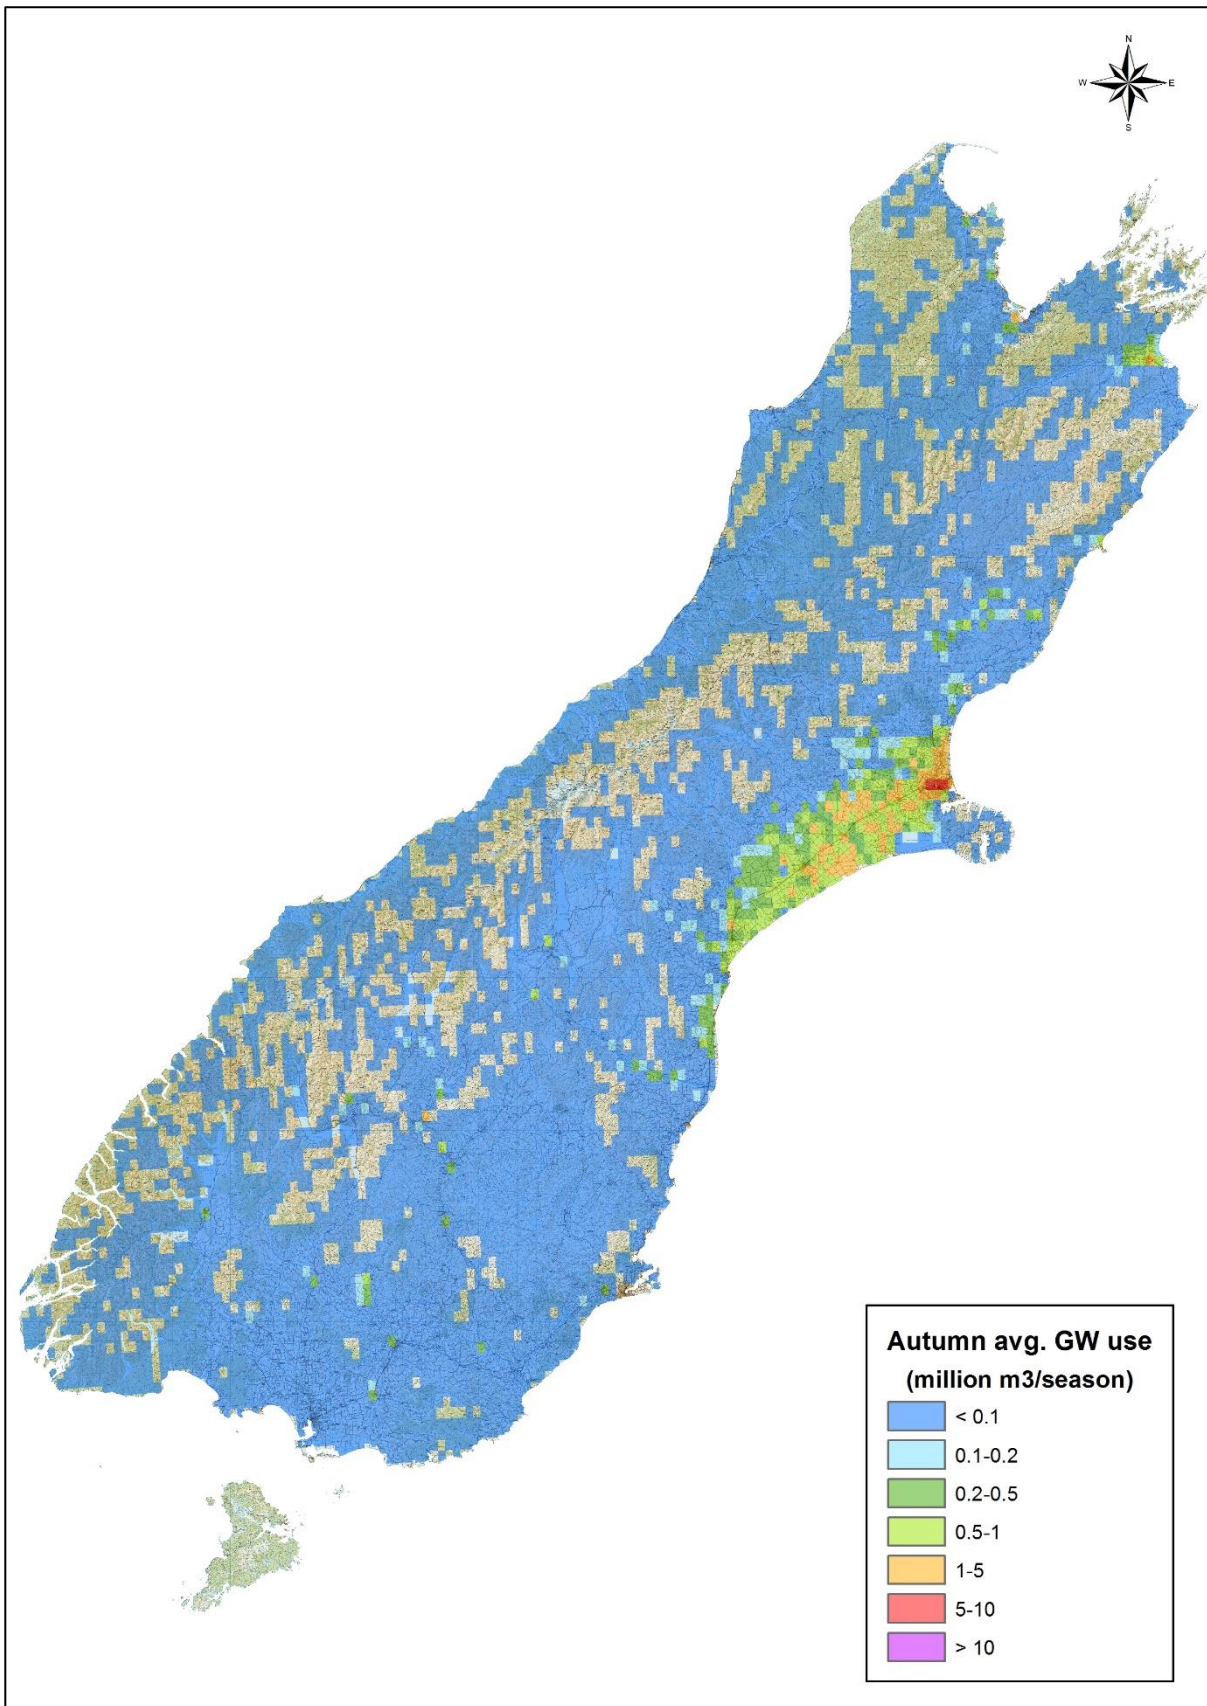 N
W
E
S
Autumn avg. GW use
(million m3/season)
< 0.1
0.1-0.2
0.2-0.5
0.5-1
1-5
5-10
> 10